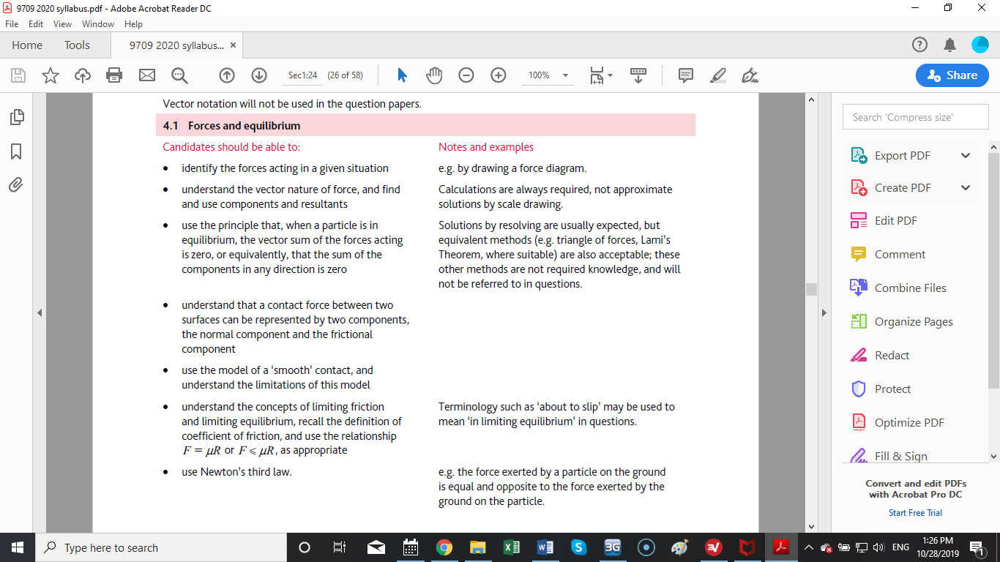 9709 2020 syllabus.pdf - Adobe Acrobat Reader DC
File Edit View Window Help
Home Tools 9709 2020 syllabus... ×
Sec1:24 (26 of 58) 100% Share
Vector notation will not be used in the question papers.
4.1 Forces and equilibrium
Candidates should be able to:
• identify the forces acting in a given situation
• understand the vector nature of force, and find
and use components and resultants
• use the principle that, when a particle is in
equilibrium, the vector sum of the forces acting
is zero, or equivalently, that the sum of the
components in any direction is zero
• understand that a contact force between two
surfaces can be represented by two components,
the normal component and the frictional
component
• use the model of a ‘smooth’ contact, and
understand the limitations of this model
• understand the concepts of limiting friction
and limiting equilibrium, recall the definition of
coefficient of friction, and use the relationship
F = μR or F ⩽ μR, as appropriate
• use Newton’s third law.
Notes and examples
e.g. by drawing a force diagram.
Calculations are always required, not approximate
solutions by scale drawing.
Solutions by resolving are usually expected, but
equivalent methods (e.g. triangle of forces, Lami’s
Theorem, where suitable) are also acceptable; these
other methods are not required knowledge, and will
not be referred to in questions.
Terminology such as ‘about to slip’ may be used to
mean ‘in limiting equilibrium’ in questions.
e.g. the force exerted by a particle on the ground
is equal and opposite to the force exerted by the
ground on the particle.
Search 'Compress size'
Export PDF
Create PDF
Edit PDF
Comment
Combine Files
Organize Pages
Redact
Protect
Optimize PDF
Fill & Sign
Convert and edit PDFs
with Acrobat Pro DC
Start Free Trial
Type here to search
3G
ENG
1:26 PM
10/28/2019
1